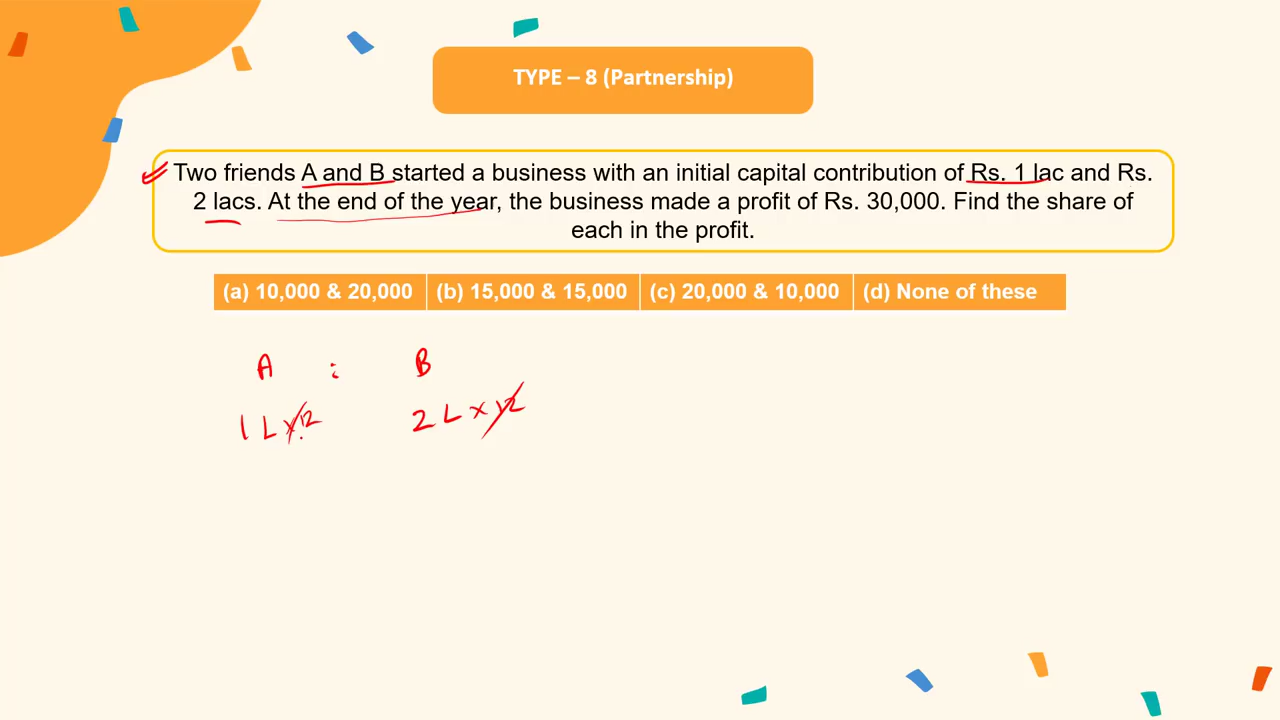 TYPE – 8 (Partnership)
Two friends A and B started a business with an initial capital contribution of Rs. 1 lac and Rs.
2 lacs. At the end of the year, the business made a profit of Rs. 30,000. Find the share of
each in the profit.
(a) 10,000 & 20,000 (b) 15,000 & 15,000 (c) 20,000 & 10,000 (d) None of these
A : B
1 L x 12 2 L x 12